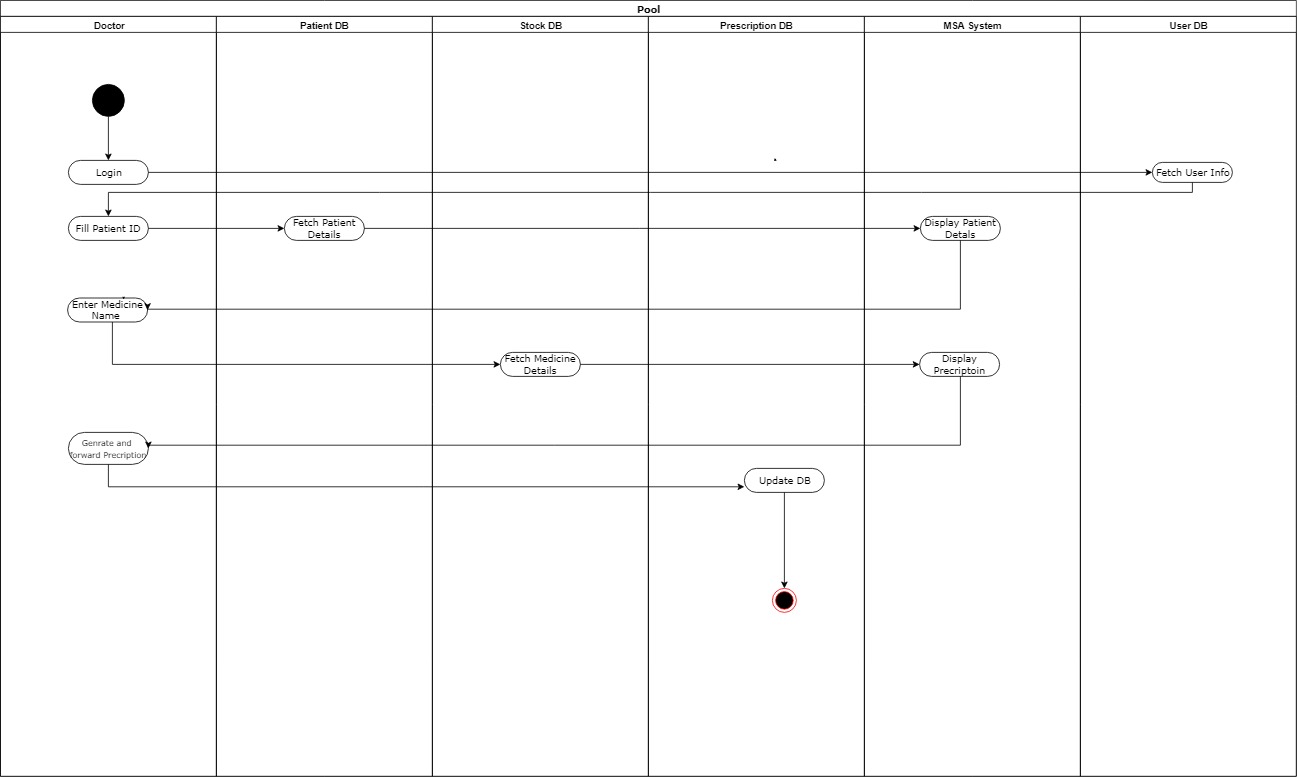 Pool
Doctor
Patient DB
Stock DB
Prescription DB
MSA System
User DB
Login
Fetch User Info
Fill Patient ID
Fetch Patient
Details
Display Patient
Detals
Enter Medicine
Name
Fetch Medicine
Details
Display
Precriptoin
Genrate and
forward Precription
Update DB